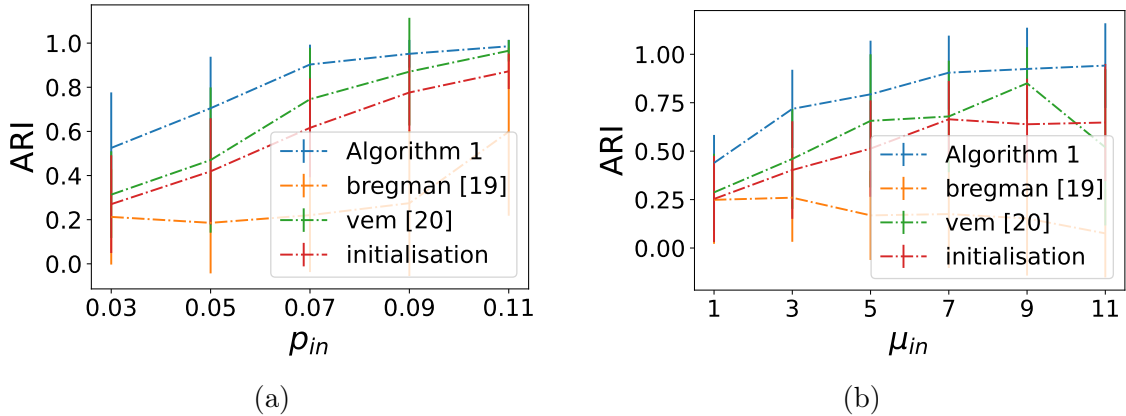 ARI
1.0
0.8
0.6
0.4
0.2
0.0
Algorithm 1
bregman [19]
vem [20]
initialisation
0.03 0.05 0.07 0.09 0.11
p_in
(a)
ARI
1.00
0.75
0.50
0.25
0.00
Algorithm 1
bregman [19]
vem [20]
initialisation
1 3 5 7 9 11
μ_in
(b)